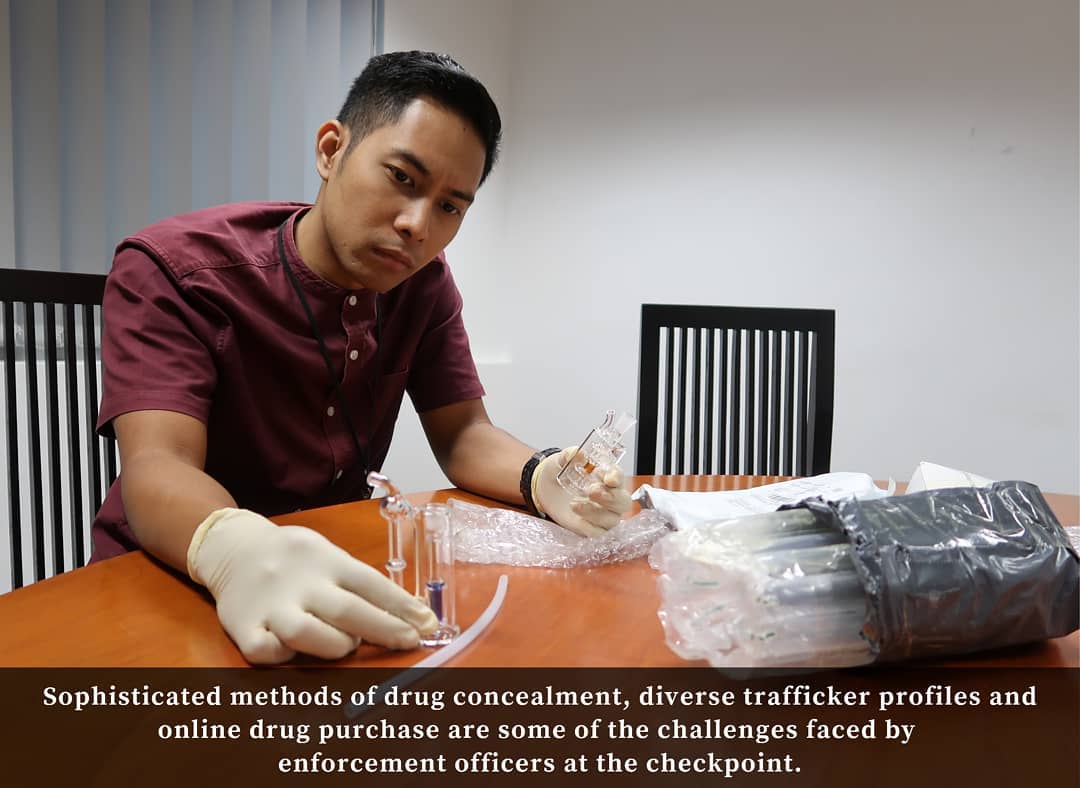 Sophisticated methods of drug concealment, diverse trafficker profiles and
online drug purchase are some of the challenges faced by
enforcement officers at the checkpoint.